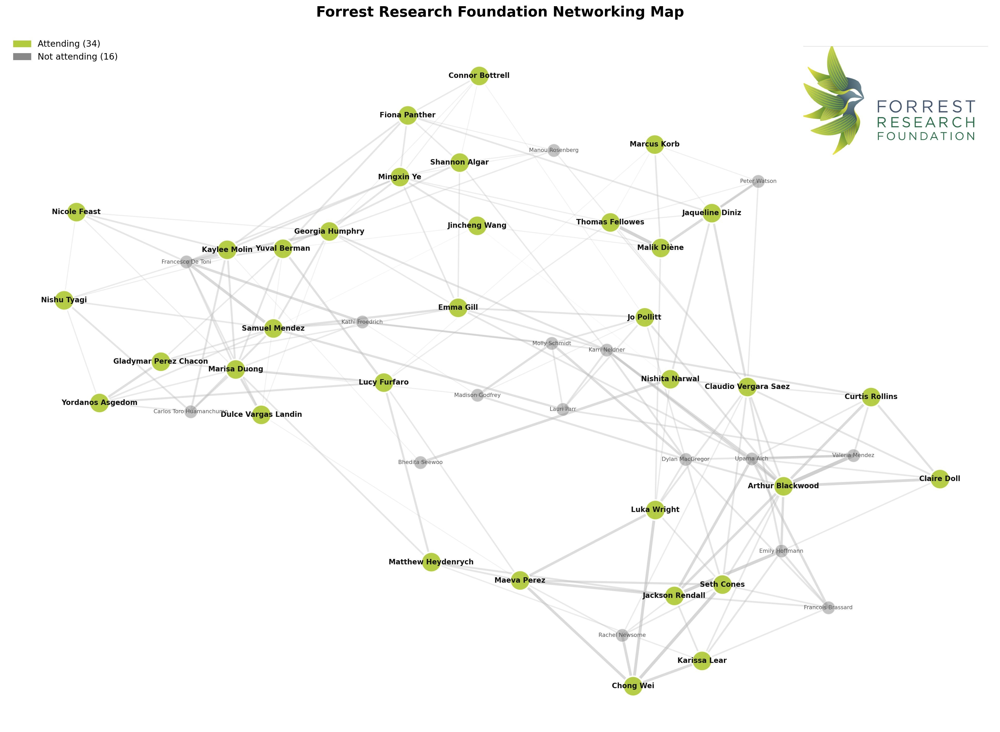 Forrest Research Foundation Networking Map
Attending (34)
Not attending (16)
FORREST
RESEARCH
FOUNDATION
Connor Bottrell
Fiona Panther
Marcus Korb
Manou Rosenberg
Shannon Algar
Mingxin Ye
Peter Watson
Nicole Feast
Jaqueline Diniz
Thomas Fellowes
Jincheng Wang
Georgia Humphry
Malik Diène
Yuval Berman
Kaylee Molin
Francesco De Toni
Nishu Tyagi
Emma Gill
Jo Pollitt
Kathi Froedrich
Samuel Mendez
Molly Schmidt
Karri Neldner
Gladymar Perez Chacon
Marisa Duong
Nishita Narwal
Lucy Furfaro
Claudio Vergara Saez
Madison Godfrey
Curtis Rollins
Yordanos Asgedom
Lauri Parr
Carlos Toro Huamanchumo
Dulce Vargas Landin
Valeria Mendez
Upama Aich
Dylan MacGregor
Bhedita Seewoo
Claire Doll
Arthur Blackwood
Luka Wright
Emily Hoffmann
Matthew Heydenrych
Maeva Perez
Seth Cones
Jackson Rendall
Francois Brassard
Rachel Newsome
Karissa Lear
Chong Wei